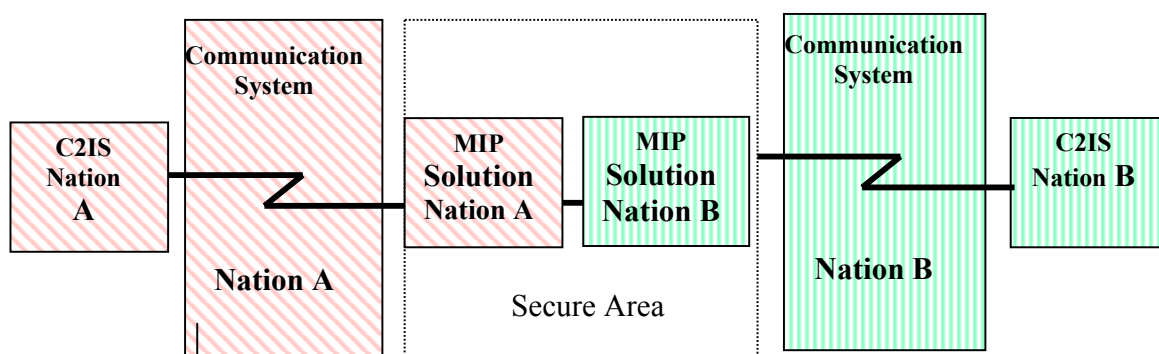 C2IS
Nation
A
Communication
System
Nation A
MIP
Solution
Nation A
MIP
Solution
Nation B
Secure Area
Communication
System
Nation B
C2IS
Nation B